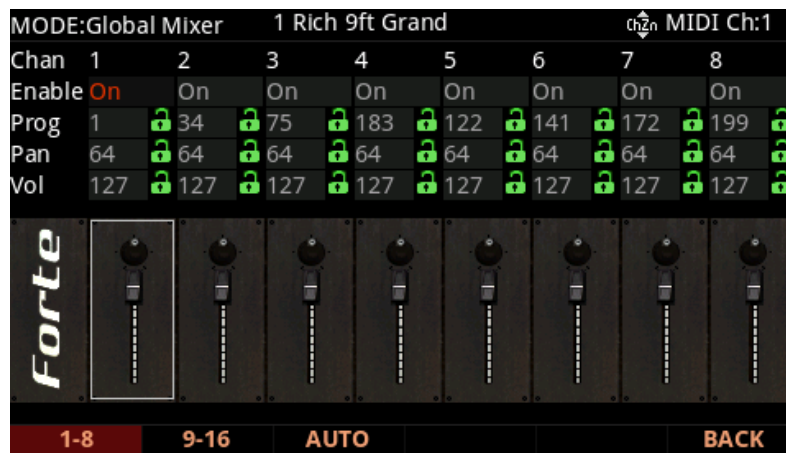 MODE:Global Mixer 1 Rich 9ft Grand ChZn MIDI Ch:1
Chan 1 2 3 4 5 6 7 8
Enable On On On On On On On On
Prog 1 34 75 183 122 141 172 199
Pan 64 64 64 64 64 64 64 64
Vol 127 127 127 127 127 127 127 127
Forte
1-8 9-16 AUTO BACK